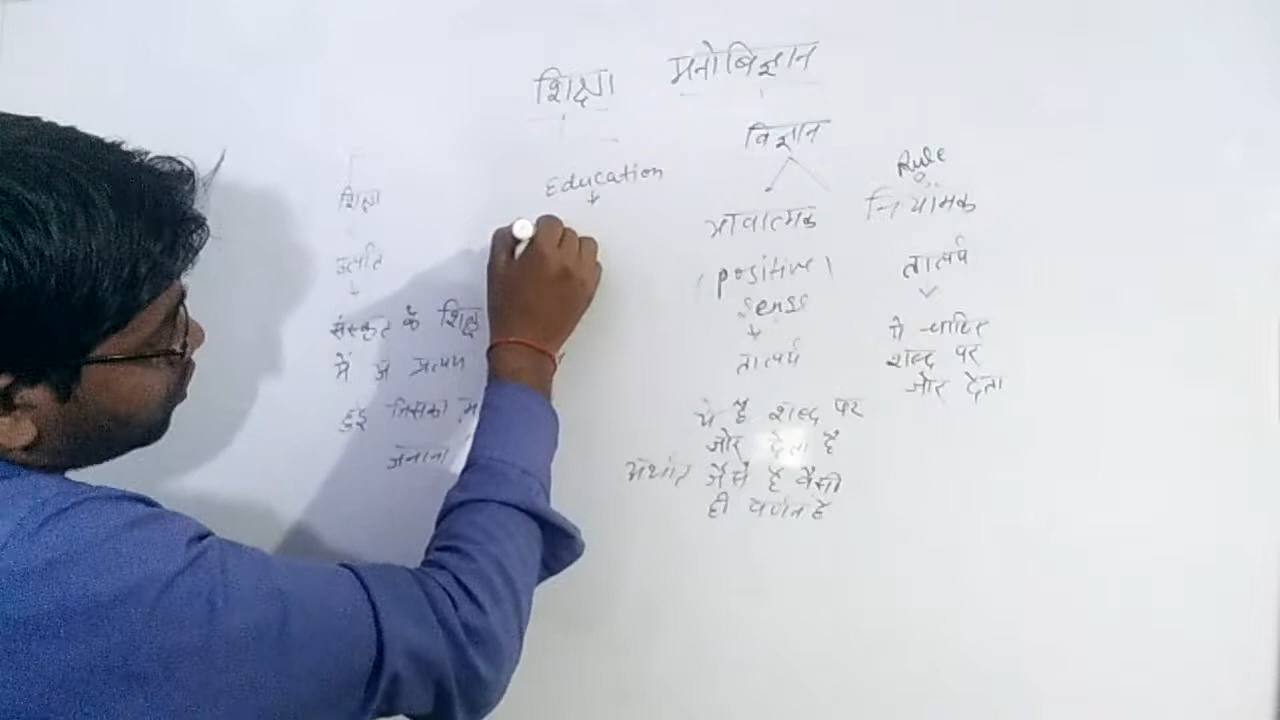 शिक्षा मनोविज्ञान
शिक्षा
उत्पति
संस्कृत के
में अ प्रत्यय
हुई जिसका
जनाना
Education
विज्ञान
भावात्मक
(positive)
sense
तात्पर्य
ये है शब्द पर
जोर देता है
अर्थात जैसे है वैसी
ही वर्णन है
Rule
नियामक
तात्पर्य
ये चाहिए
शब्द पर
जोर देता